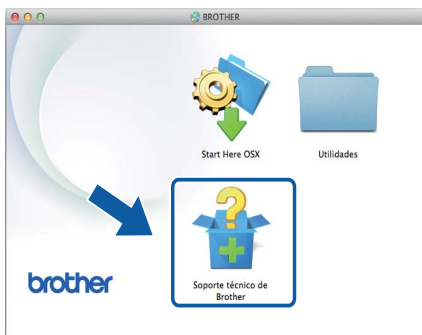 BROTHER
Start Here OSX
Utilidades
Soporte técnico de
Brother
brother